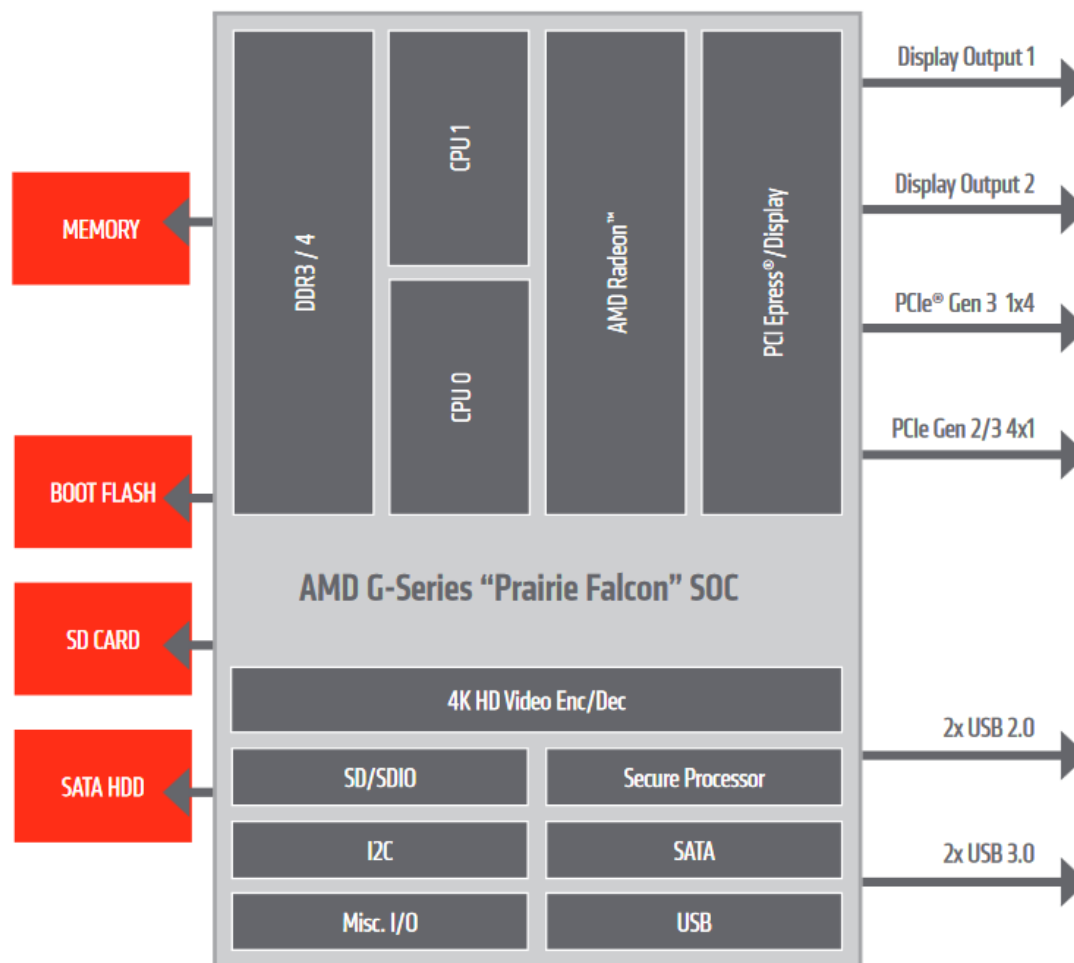 MEMORY
BOOT FLASH
SD CARD
SATA HDD
DDR3 / 4
CPU 1
CPU 0
AMD Radeon™
PCI Epress®/Display
AMD G-Series “Prairie Falcon” SOC
4K HD Video Enc/Dec
SD/SDIO
Secure Processor
I2C
SATA
Misc. I/O
USB
Display Output 1
Display Output 2
PCIe® Gen 3 1x4
PCIe Gen 2/3 4x1
2x USB 2.0
2x USB 3.0